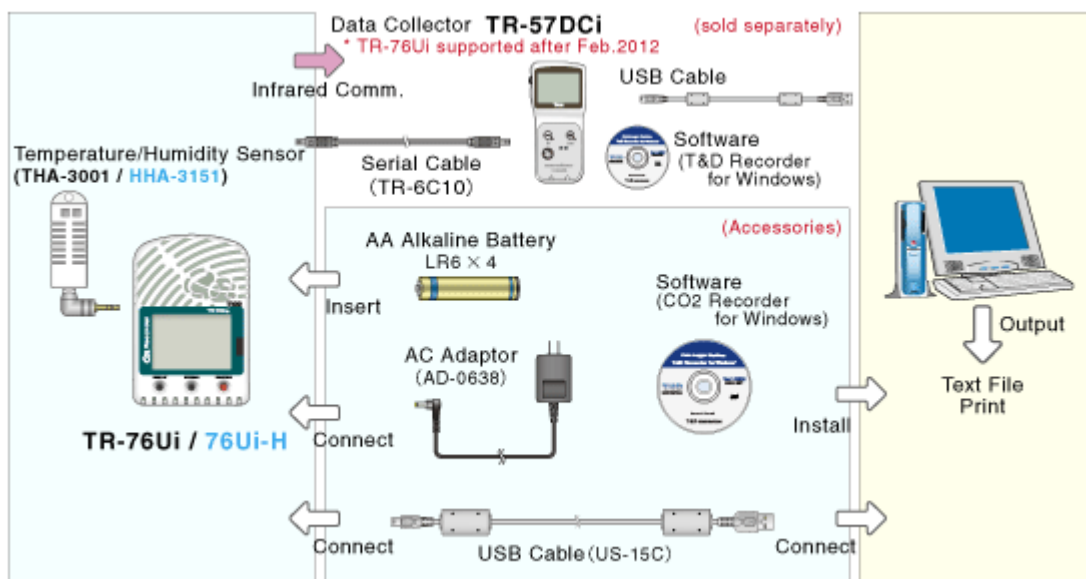 Data Collector TR-57DCi (sold separately)
* TR-76Ui supported after Feb.2012
Infrared Comm.
USB Cable
Serial Cable
(TR-6C10)
Software
(T&D Recorder
for Windows)
Temperature/Humidity Sensor
(THA-3001 / HHA-3151)
TR-76Ui / 76Ui-H
(Accessories)
AA Alkaline Battery
LR6 × 4
Insert
Software
(CO2 Recorder
for Windows)
AC Adaptor
(AD-0638)
Connect
Install
USB Cable(US-15C)
Connect
Connect
Output
Text File
Print